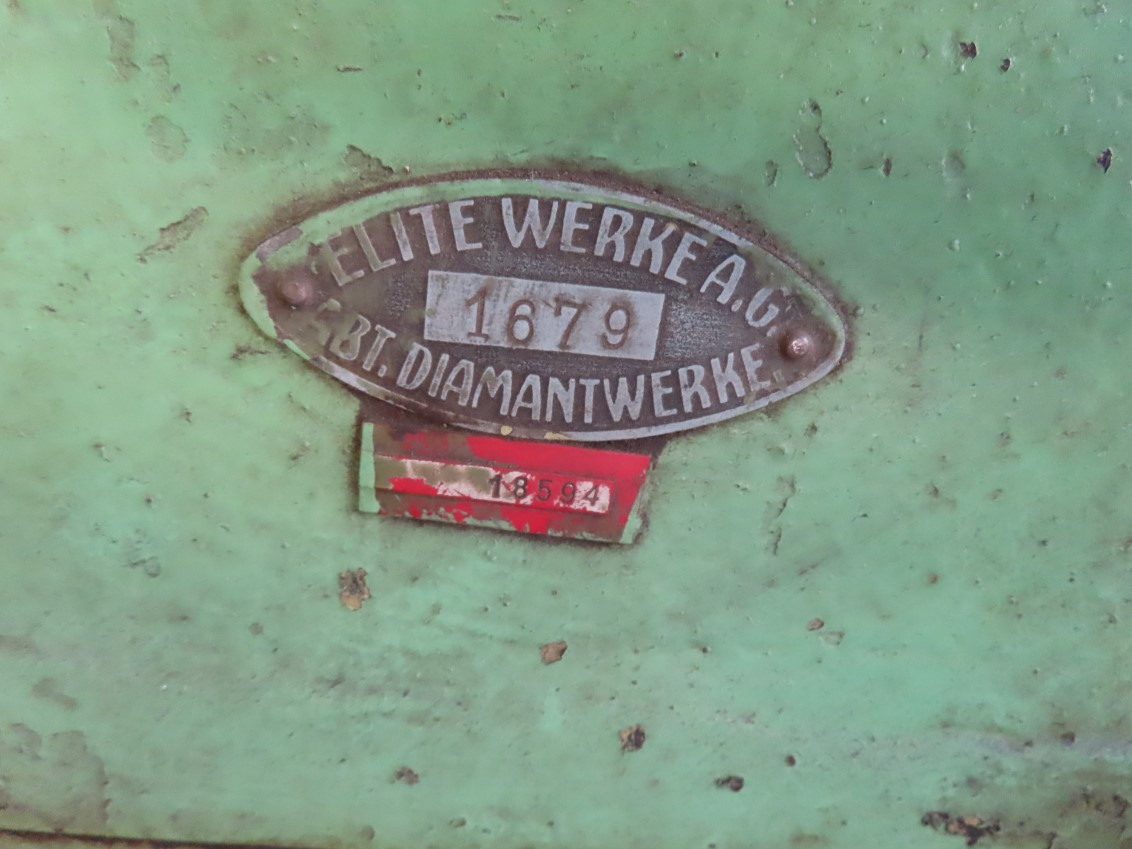 ELITE WERKE A.G.
1679
ABT. DIAMANTWERKE.
18594